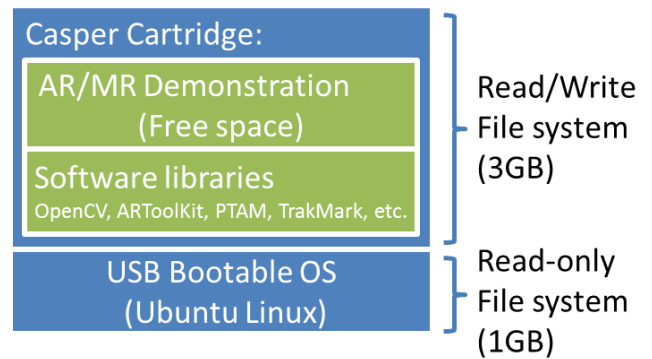 Casper Cartridge:
AR/MR Demonstration
(Free space)
Software libraries
OpenCV, ARToolKit, PTAM, TrakMark, etc.
USB Bootable OS
(Ubuntu Linux)
Read/Write
File system
(3GB)
Read-only
File system
(1GB)